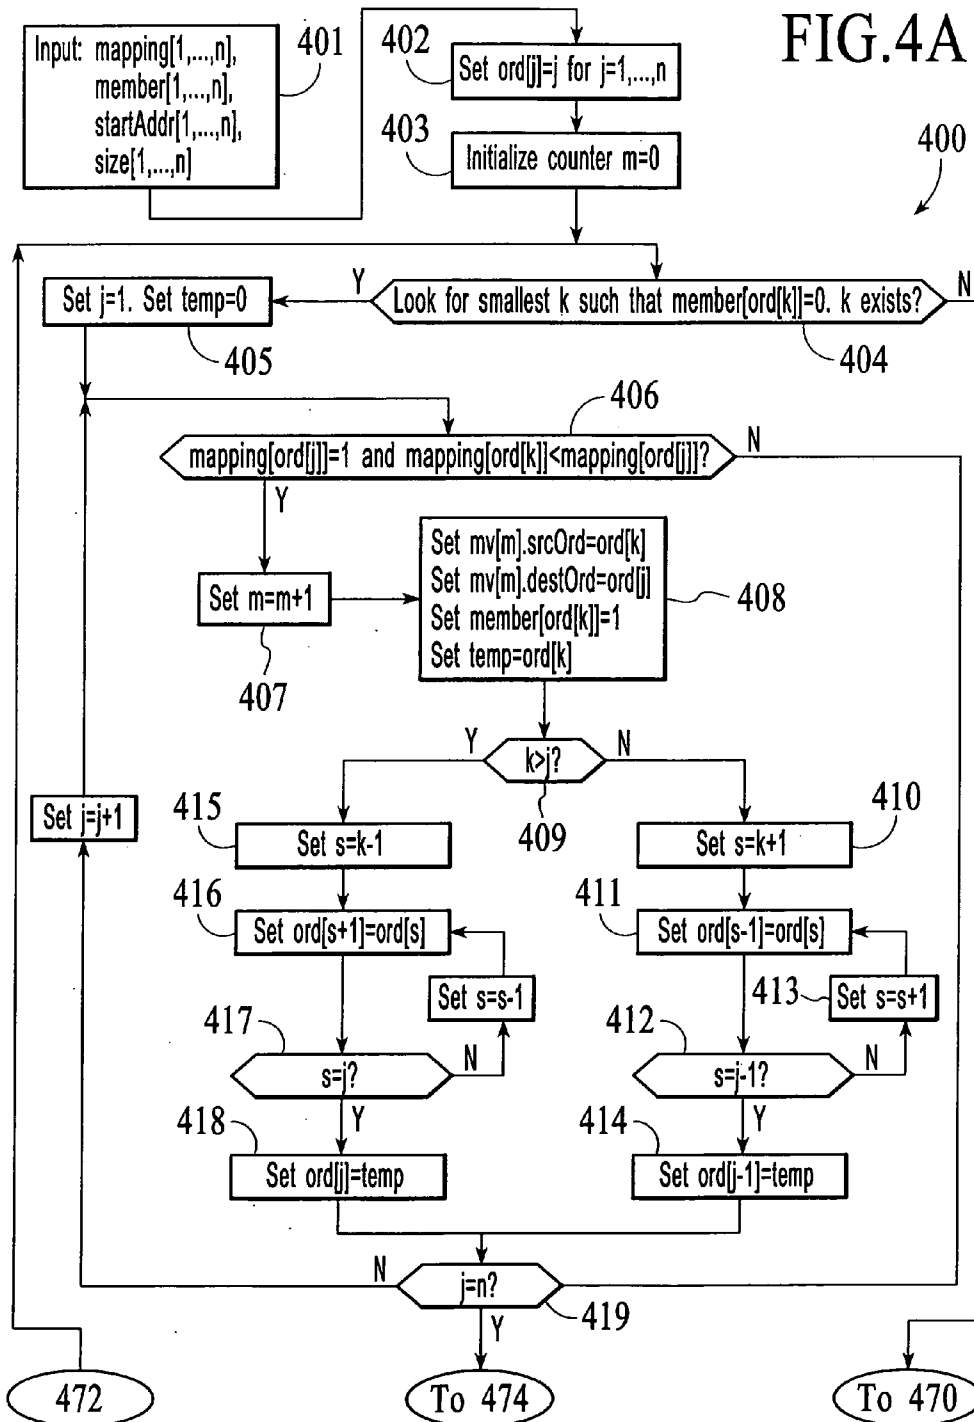 FIG.4A
401
Input: mapping[1,...,n],
member[1,...,n],
startAddr[1,...,n],
size[1,...,n]
402
Set ord[j]=j for j=1,...,n
403
Initialize counter m=0
400
Y
N
Set j=1. Set temp=0
Look for smallest k such that member[ord[k]]=0. k exists?
405
404
406
mapping[ord[j]]=1 and mapping[ord[k]]<mapping[ord[j]]?
N
Y
Set m=m+1
407
Set mv[m].srcOrd=ord[k]
Set mv[m].destOrd=ord[j]
Set member[ord[k]]=1
Set temp=ord[k]
408
Y
k>j?
N
409
Set j=j+1
415
Set s=k-1
410
Set s=k+1
416
Set ord[s+1]=ord[s]
411
Set ord[s-1]=ord[s]
Set s=s-1
413
Set s=s+1
417
s=j?
N
412
s=j-1?
N
Y
Y
418
Set ord[j]=temp
414
Set ord[j-1]=temp
N
j=n?
419
Y
472
To 474
To 470